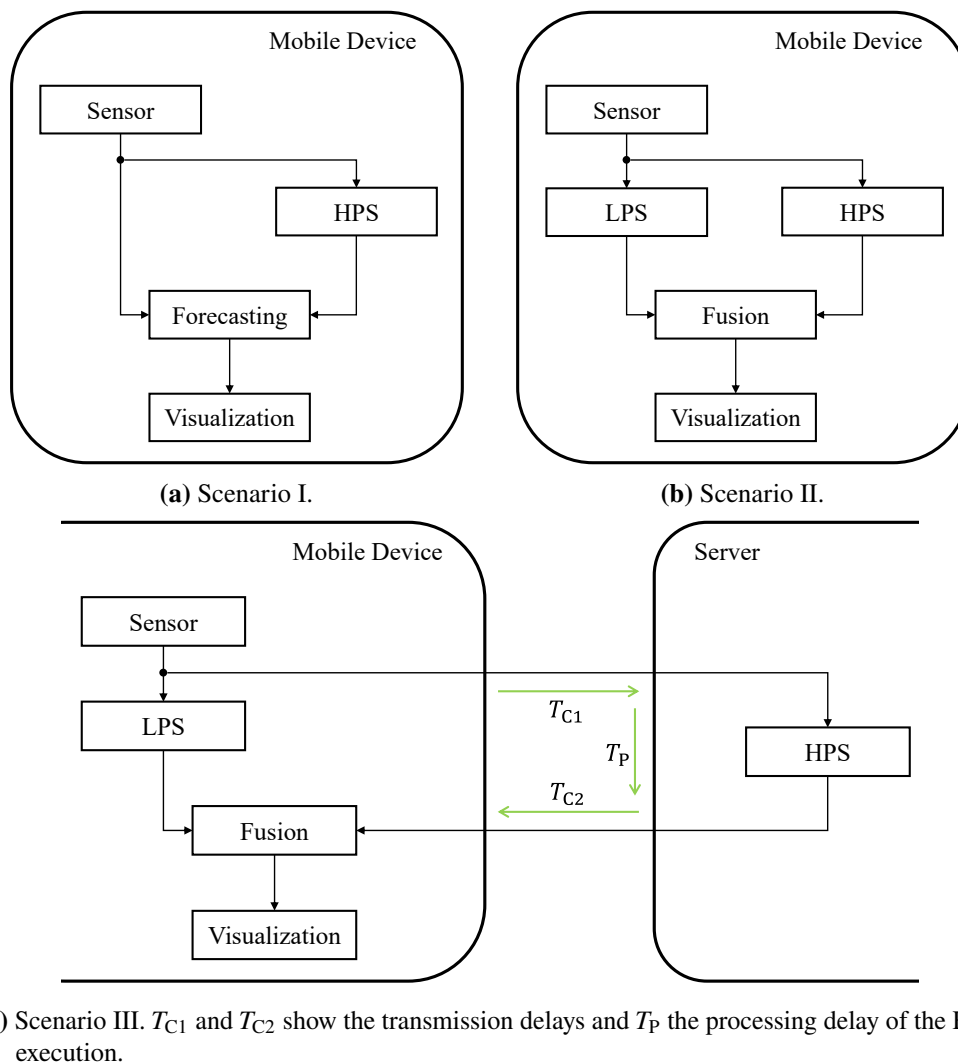 Mobile Device
Sensor
HPS
Forecasting
Visualization
(a) Scenario I.
Mobile Device
Sensor
LPS
HPS
Fusion
Visualization
(b) Scenario II.
Mobile Device
Server
Sensor
T_C1
LPS
T_P
HPS
T_C2
Fusion
Visualization
) Scenario III. T_C1 and T_C2 show the transmission delays and T_P the processing delay of the
execution.